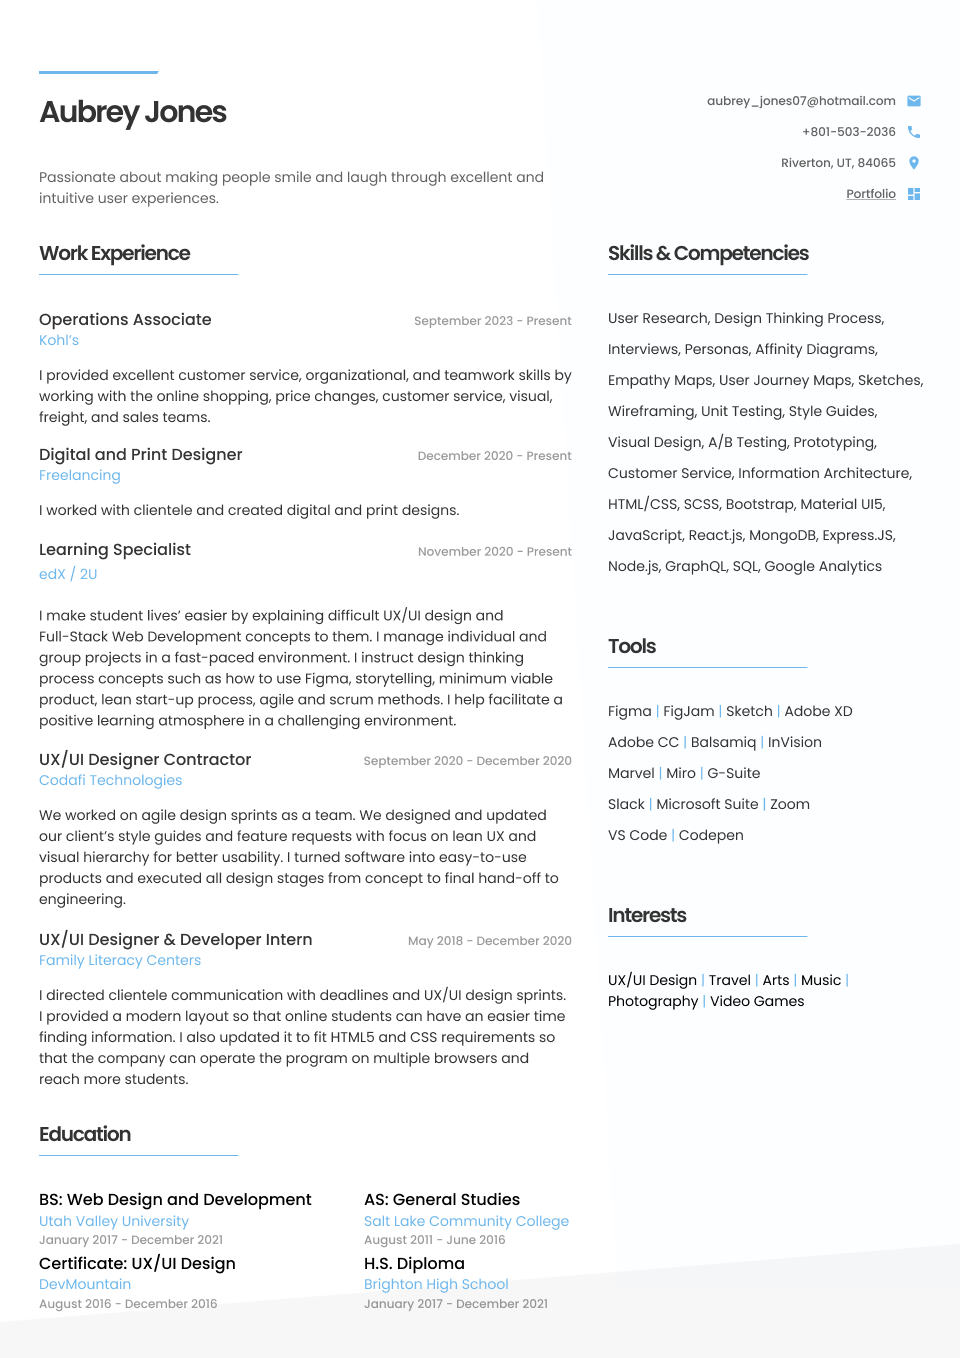 Aubrey Jones
Passionate about making people smile and laugh through excellent and
intuitive user experiences.
aubrey_jones07@hotmail.com
+801-503-2036
Riverton, UT, 84065
Portfolio
Work Experience
Operations Associate
September 2023 - Present
Kohl's
I provided excellent customer service, organizational, and teamwork skills by
working with the online shopping, price changes, customer service, visual,
freight, and sales teams.
Digital and Print Designer
December 2020 - Present
Freelancing
I worked with clientele and created digital and print designs.
Learning Specialist
November 2020 - Present
edX / 2U
I make student lives’ easier by explaining difficult UX/UI design and
Full-Stack Web Development concepts to them. I manage individual and
group projects in a fast-paced environment. I instruct design thinking
process concepts such as how to use Figma, storytelling, minimum viable
product, lean start-up process, agile and scrum methods. I help facilitate a
positive learning atmosphere in a challenging environment.
UX/UI Designer Contractor
September 2020 - December 2020
Codafi Technologies
We worked on agile design sprints as a team. We designed and updated
our client’s style guides and feature requests with focus on lean UX and
visual hierarchy for better usability. I turned software into easy-to-use
products and executed all design stages from concept to final hand-off to
engineering.
UX/UI Designer & Developer Intern
May 2018 - December 2020
Family Literacy Centers
I directed clientele communication with deadlines and UX/UI design sprints.
I provided a modern layout so that online students can have an easier time
finding information. I also updated it to fit HTML5 and CSS requirements so
that the company can operate the program on multiple browsers and
reach more students.
Education
BS: Web Design and Development
Utah Valley University
January 2017 - December 2021
Certificate: UX/UI Design
DevMountain
August 2016 - December 2016
AS: General Studies
Salt Lake Community College
August 2011 - June 2016
H.S. Diploma
Brighton High School
January 2017 - December 2021
Skills & Competencies
User Research, Design Thinking Process,
Interviews, Personas, Affinity Diagrams,
Empathy Maps, User Journey Maps, Sketches,
Wireframing, Unit Testing, Style Guides,
Visual Design, A/B Testing, Prototyping,
Customer Service, Information Architecture,
HTML/CSS, SCSS, Bootstrap, Material UI5,
JavaScript, React.js, MongoDB, Express.JS,
Node.js, GraphQL, SQL, Google Analytics
Tools
Figma | FigJam | Sketch | Adobe XD
Adobe CC | Balsamiq | InVision
Marvel | Miro | G-Suite
Slack | Microsoft Suite | Zoom
VS Code | Codepen
Interests
UX/UI Design | Travel | Arts | Music |
Photography | Video Games